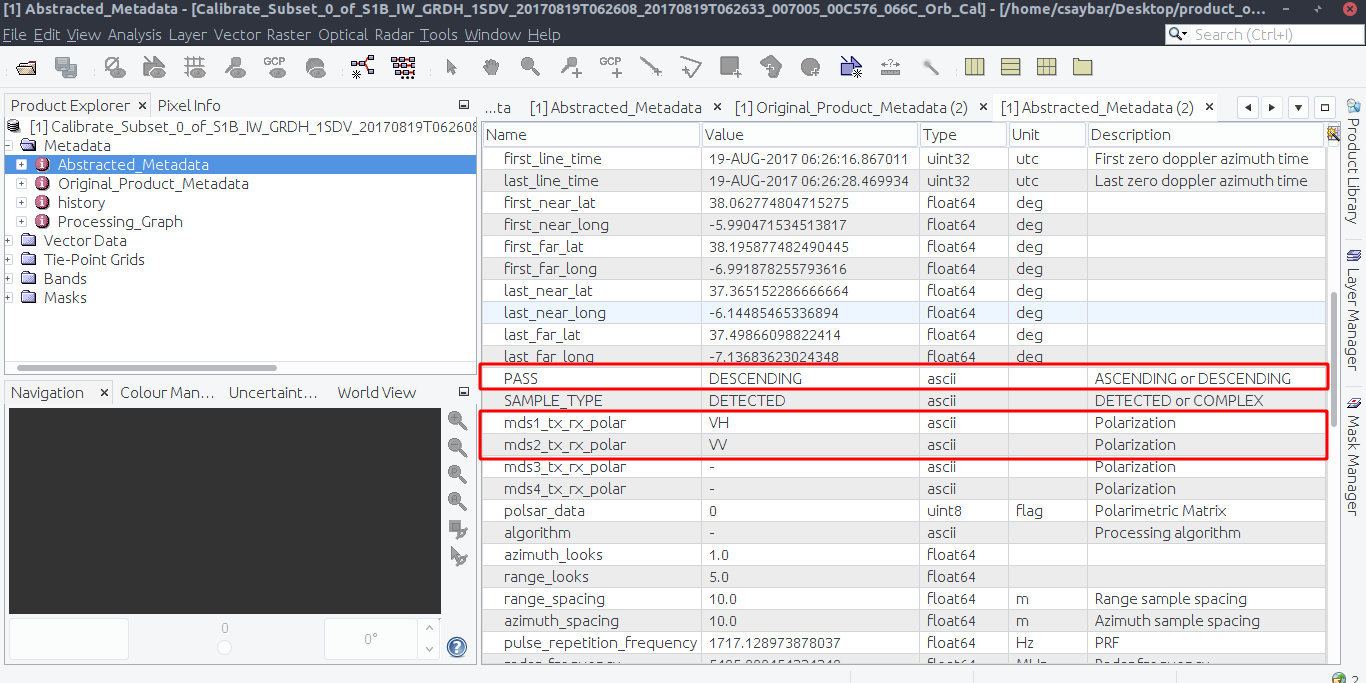 [1] Abstracted_Metadata - [Calibrate_Subset_0_of_S1B_IW_GRDH_1SDV_20170819T062608_20170819T062633_007005_00C576_066C_Orb_Cal] - [/home/csaybar/Desktop/product_o...
File Edit View Analysis Layer Vector Raster Optical Radar Tools Window Help
Search (Ctrl+I)
GCP
GCP
Product Explorer × Pixel Info
[1] Calibrate_Subset_0_of_S1B_IW_GRDH_1SDV_20170819T062608
Metadata
Abstracted_Metadata
Original_Product_Metadata
history
Processing_Graph
Vector Data
Tie-Point Grids
Bands
Masks
Navigation × Colour Man... Uncertaint... World View
0
0°
...ta [1] Abstracted_Metadata × [1] Original_Product_Metadata (2) × [1] Abstracted_Metadata (2) ×
Name Value Type Unit Description
first_line_time 19-AUG-2017 06:26:16.867011 uint32 utc First zero doppler azimuth time
last_line_time 19-AUG-2017 06:26:28.469934 uint32 utc Last zero doppler azimuth time
first_near_lat 38.062774804715275 float64 deg
first_near_long -5.990471534513817 float64 deg
first_far_lat 38.195877482490445 float64 deg
first_far_long -6.991878255793616 float64 deg
last_near_lat 37.365152286666664 float64 deg
last_near_long -6.14485465336894 float64 deg
last_far_lat 37.49866098822414 float64 deg
last_far_long -7.13683623024348 float64 deg
PASS DESCENDING ascii ASCENDING or DESCENDING
SAMPLE_TYPE DETECTED ascii DETECTED or COMPLEX
mds1_tx_rx_polar VH ascii Polarization
mds2_tx_rx_polar VV ascii Polarization
mds3_tx_rx_polar - ascii Polarization
mds4_tx_rx_polar - ascii Polarization
polsar_data 0 uint8 flag Polarimetric Matrix
algorithm - ascii Processing algorithm
azimuth_looks 1.0 float64
range_looks 5.0 float64
range_spacing 10.0 float64 m Range sample spacing
azimuth_spacing 10.0 float64 m Azimuth sample spacing
pulse_repetition_frequency 1717.128973878037 float64 Hz PRF
radar_frequency float64 MHz Radar frequency
Product Library
Layer Manager
Mask Manager
2